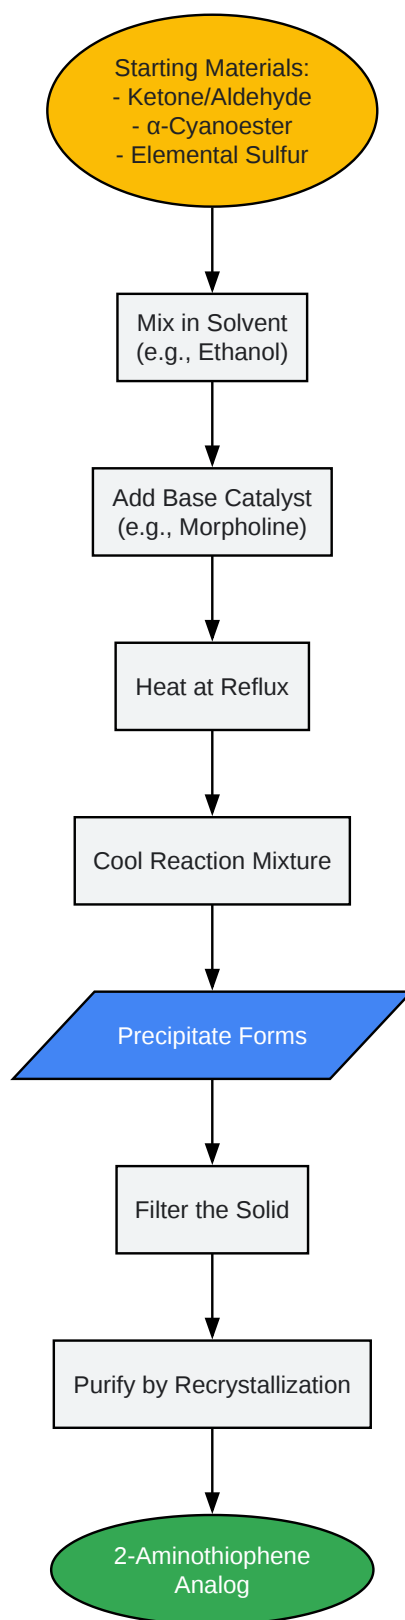 Starting Materials:
- Ketone/Aldehyde
- α-Cyanoester
- Elemental Sulfur
Mix in Solvent
(e.g., Ethanol)
Add Base Catalyst
(e.g., Morpholine)
Heat at Reflux
Cool Reaction Mixture
Precipitate Forms
Filter the Solid
Purify by Recrystallization
2-Aminothiophene
Analog